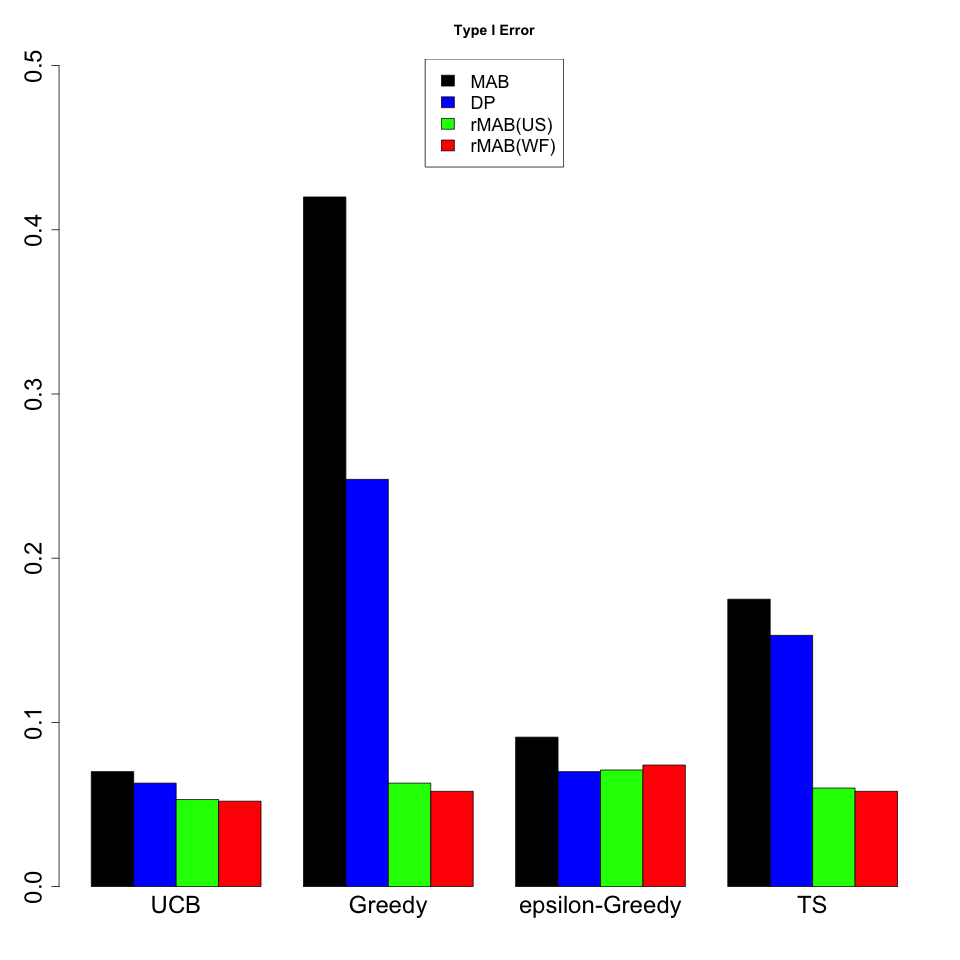 Type I Error
MAB
DP
rMAB(US)
rMAB(WF)
0.5
0.4
0.3
0.2
0.1
0.0
UCB
Greedy
epsilon-Greedy
TS